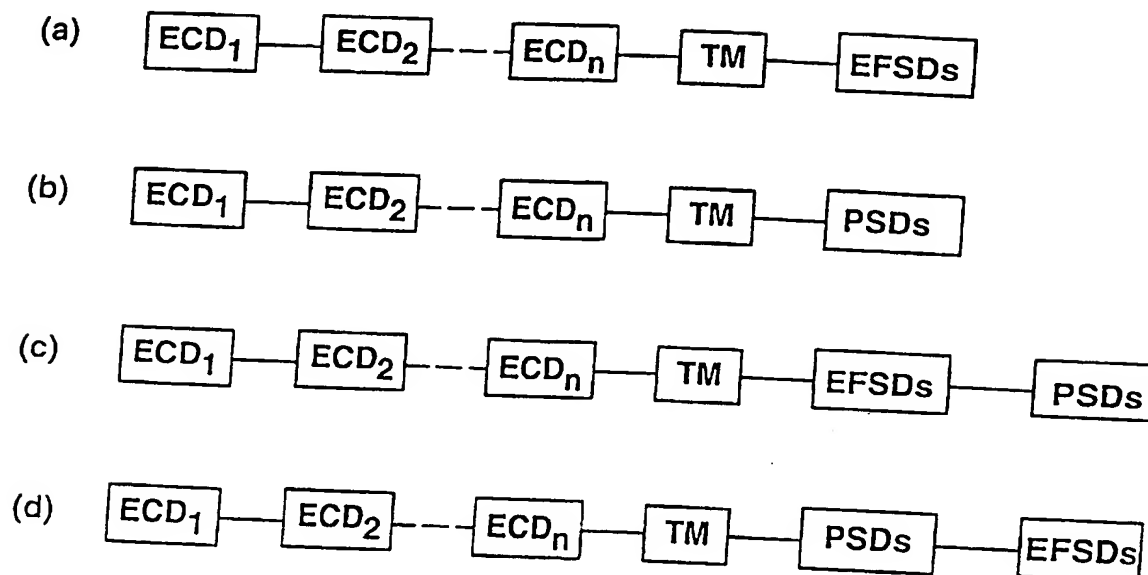 (a) ECD₁ ECD₂ ECDₙ TM EFSDs
(b) ECD₁ ECD₂ ECDₙ TM PSDs
(c) ECD₁ ECD₂ ECDₙ TM EFSDs PSDs
(d) ECD₁ ECD₂ ECDₙ TM PSDs EFSDs